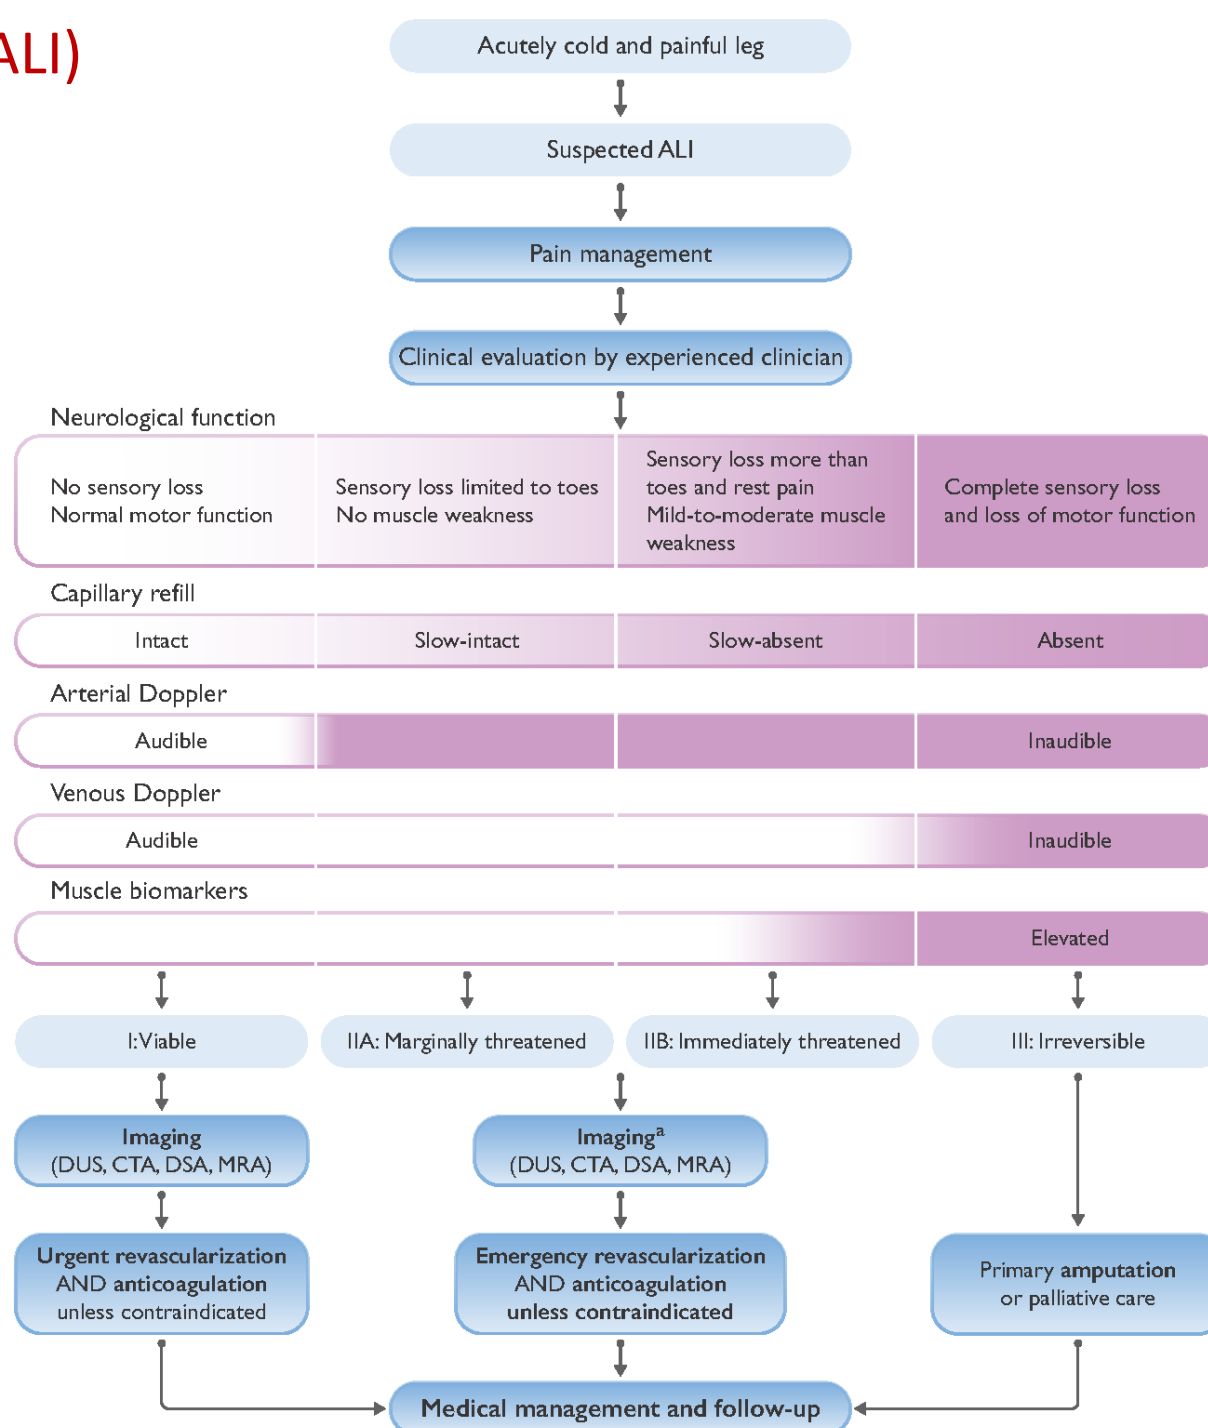 ALI)
Acutely cold and painful leg
Suspected ALI
Pain management
Clinical evaluation by experienced clinician
Neurological function
No sensory loss
Normal motor function
Sensory loss limited to toes
No muscle weakness
Sensory loss more than
toes and rest pain
Mild-to-moderate muscle
weakness
Complete sensory loss
and loss of motor function
Capillary refill
Intact
Slow-intact
Slow-absent
Absent
Arterial Doppler
Audible
Inaudible
Venous Doppler
Audible
Inaudible
Muscle biomarkers
Elevated
I: Viable
IIA: Marginally threatened
IIB: Immediately threatened
III: Irreversible
Imaging
(DUS, CTA, DSA, MRA)
Imagingª
(DUS, CTA, DSA, MRA)
Urgent revascularization
AND anticoagulation
unless contraindicated
Emergency revascularization
AND anticoagulation
unless contraindicated
Primary amputation
or palliative care
Medical management and follow-up